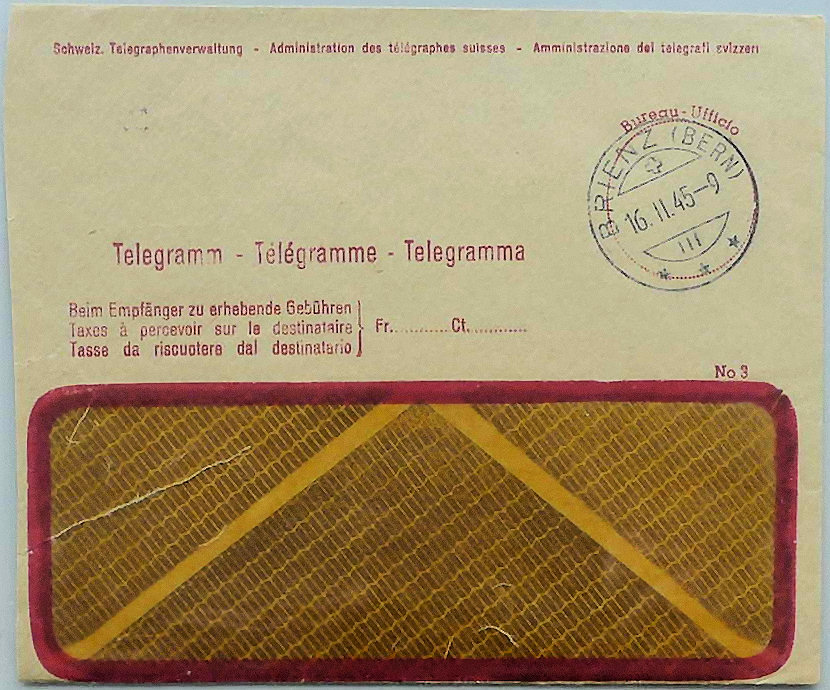 Schweiz. Telegraphenverwaltung - Administration des télégraphes suisses - Amministrazione dei telegrafi svizzeri
Bureau-Ufficio
BRIENZ (BERN)
16.II.45-9
III
Telegramm - Télégramme - Telegramma
Beim Empfänger zu erhebende Gebühren
Taxes à percevoir sur le destinataire
Tasse da riscuotere dal destinatario
Fr............Ct.............
No 3